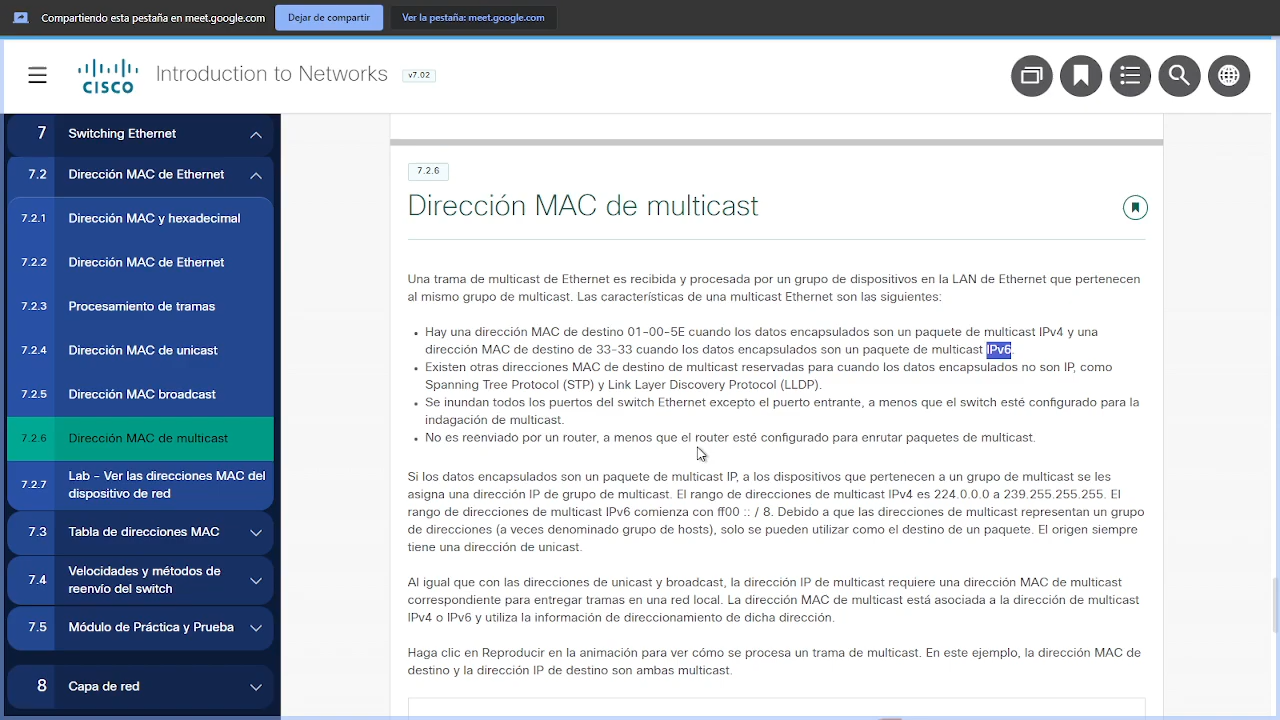 Compartiendo esta pestaña en meet.google.com
Dejar de compartir
Ver la pestaña: meet.google.com
CISCO
Introduction to Networks
v7.02
7 Switching Ethernet
7.2 Dirección MAC de Ethernet
7.2.1 Dirección MAC y hexadecimal
7.2.2 Dirección MAC de Ethernet
7.2.3 Procesamiento de tramas
7.2.4 Dirección MAC de unicast
7.2.5 Dirección MAC broadcast
7.2.6 Dirección MAC de multicast
7.2.7 Lab - Ver las direcciones MAC del
dispositivo de red
7.3 Tabla de direcciones MAC
7.4 Velocidades y métodos de
reenvío del switch
7.5 Módulo de Práctica y Prueba
8 Capa de red
7.2.6
Dirección MAC de multicast
Una trama de multicast de Ethernet es recibida y procesada por un grupo de dispositivos en la LAN de Ethernet que pertenecen
al mismo grupo de multicast. Las características de una multicast Ethernet son las siguientes:
• Hay una dirección MAC de destino 01-00-5E cuando los datos encapsulados son un paquete de multicast IPv4 y una
dirección MAC de destino de 33-33 cuando los datos encapsulados son un paquete de multicast IPv6.
• Existen otras direcciones MAC de destino de multicast reservadas para cuando los datos encapsulados no son IP, como
Spanning Tree Protocol (STP) y Link Layer Discovery Protocol (LLDP).
• Se inundan todos los puertos del switch Ethernet excepto el puerto entrante, a menos que el switch esté configurado para la
indagación de multicast.
• No es reenviado por un router, a menos que el router esté configurado para enrutar paquetes de multicast.
Si los datos encapsulados son un paquete de multicast IP, a los dispositivos que pertenecen a un grupo de multicast se les
asigna una dirección IP de grupo de multicast. El rango de direcciones de multicast IPv4 es 224.0.0.0 a 239.255.255.255. El
rango de direcciones de multicast IPv6 comienza con ff00 :: / 8. Debido a que las direcciones de multicast representan un grupo
de direcciones (a veces denominado grupo de hosts), solo se pueden utilizar como el destino de un paquete. El origen siempre
tiene una dirección de unicast.
Al igual que con las direcciones de unicast y broadcast, la dirección IP de multicast requiere una dirección MAC de multicast
correspondiente para entregar tramas en una red local. La dirección MAC de multicast está asociada a la dirección de multicast
IPv4 o IPv6 y utiliza la información de direccionamiento de dicha dirección.
Haga clic en Reproducir en la animación para ver cómo se procesa un trama de multicast. En este ejemplo, la dirección MAC de
destino y la dirección IP de destino son ambas multicast.